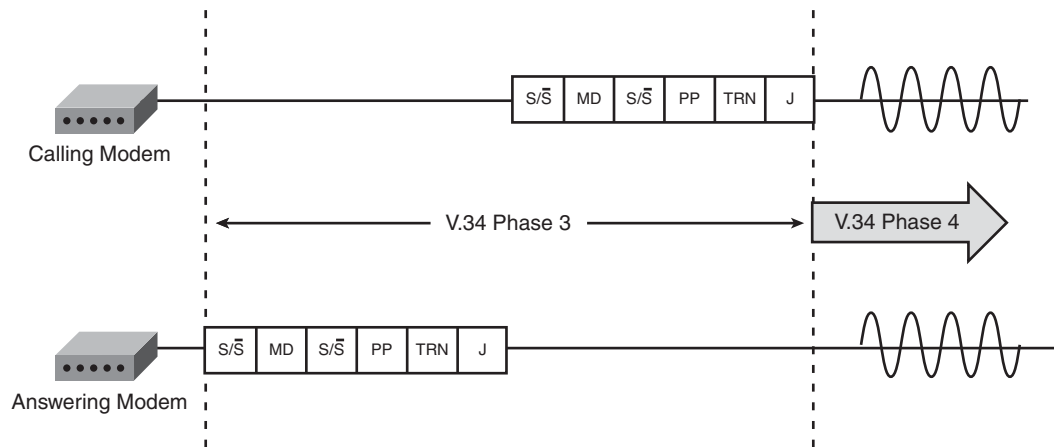 S/S̄ MD S/S̄ PP TRN J
Calling Modem
V.34 Phase 3
V.34 Phase 4
S/S̄ MD S/S̄ PP TRN J
Answering Modem